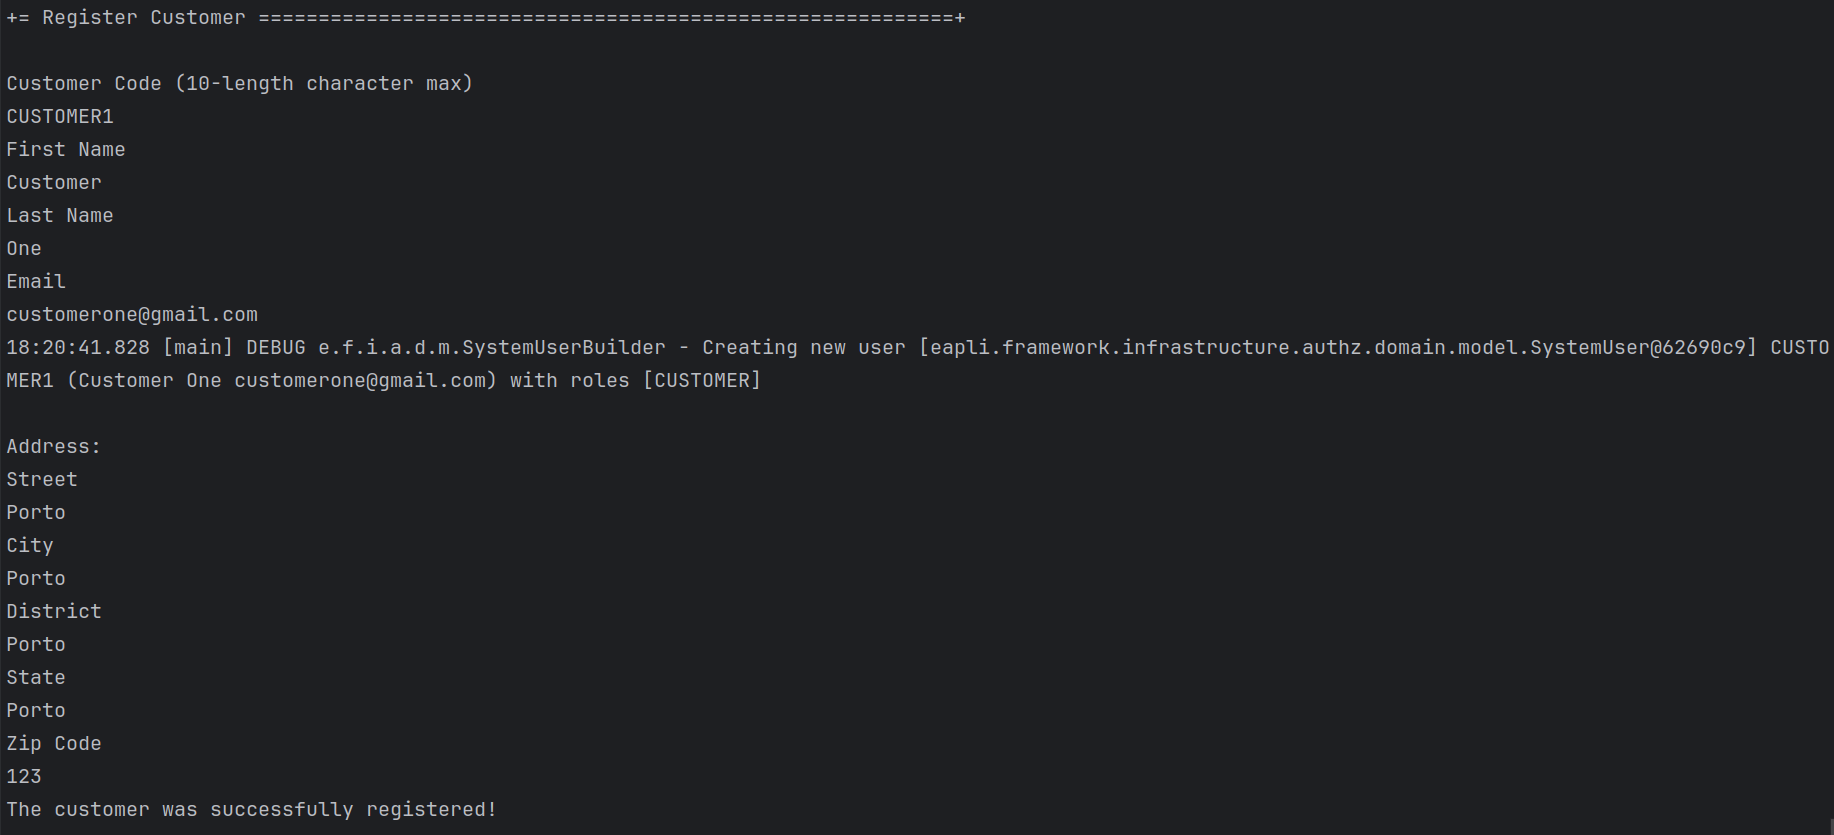 += Register Customer ==========================================================+
Customer Code (10-length character max)
CUSTOMER1
First Name
Customer
Last Name
One
Email
customerone@gmail.com
18:20:41.828 [main] DEBUG e.f.i.a.d.m.SystemUserBuilder - Creating new user [eapli.framework.infrastructure.authz.domain.model.SystemUser@62690c9] CUSTO
MER1 (Customer One customerone@gmail.com) with roles [CUSTOMER]
Address:
Street
Porto
City
Porto
District
Porto
State
Porto
Zip Code
123
The customer was successfully registered!